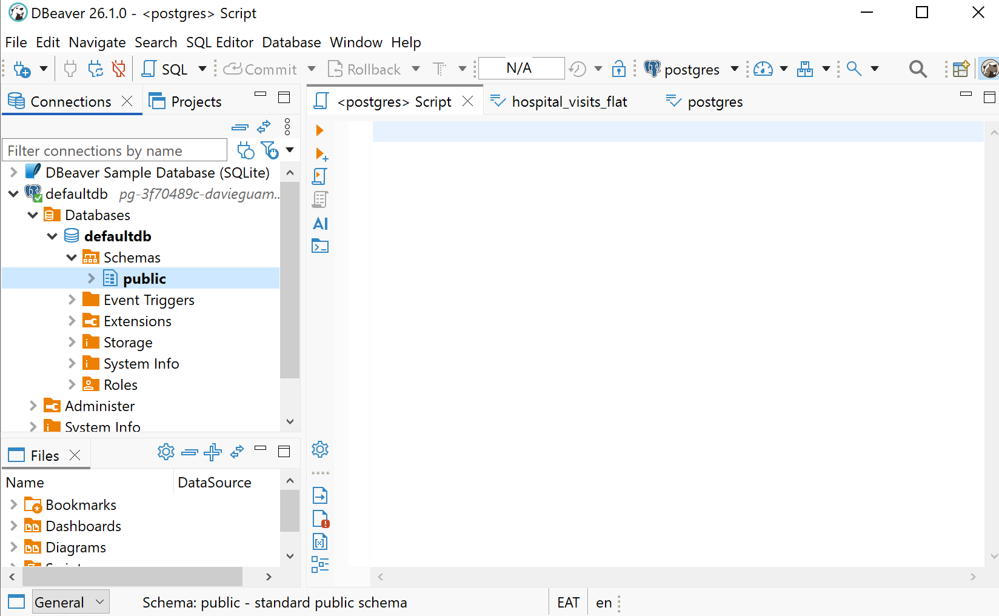 DBeaver 26.1.0 - <postgres> Script
File Edit Navigate Search SQL Editor Database Window Help
SQL Commit Rollback N/A postgres
Connections Projects
<postgres> Script hospital_visits_flat postgres
Filter connections by name
DBeaver Sample Database (SQLite)
defaultdb pg-3f70489c-davieguam...
Databases
defaultdb
Schemas
public
Event Triggers
Extensions
Storage
System Info
Roles
Administer
System Info
AI
Files
Name DataSource
Bookmarks
Dashboards
Diagrams
General Schema: public - standard public schema EAT en